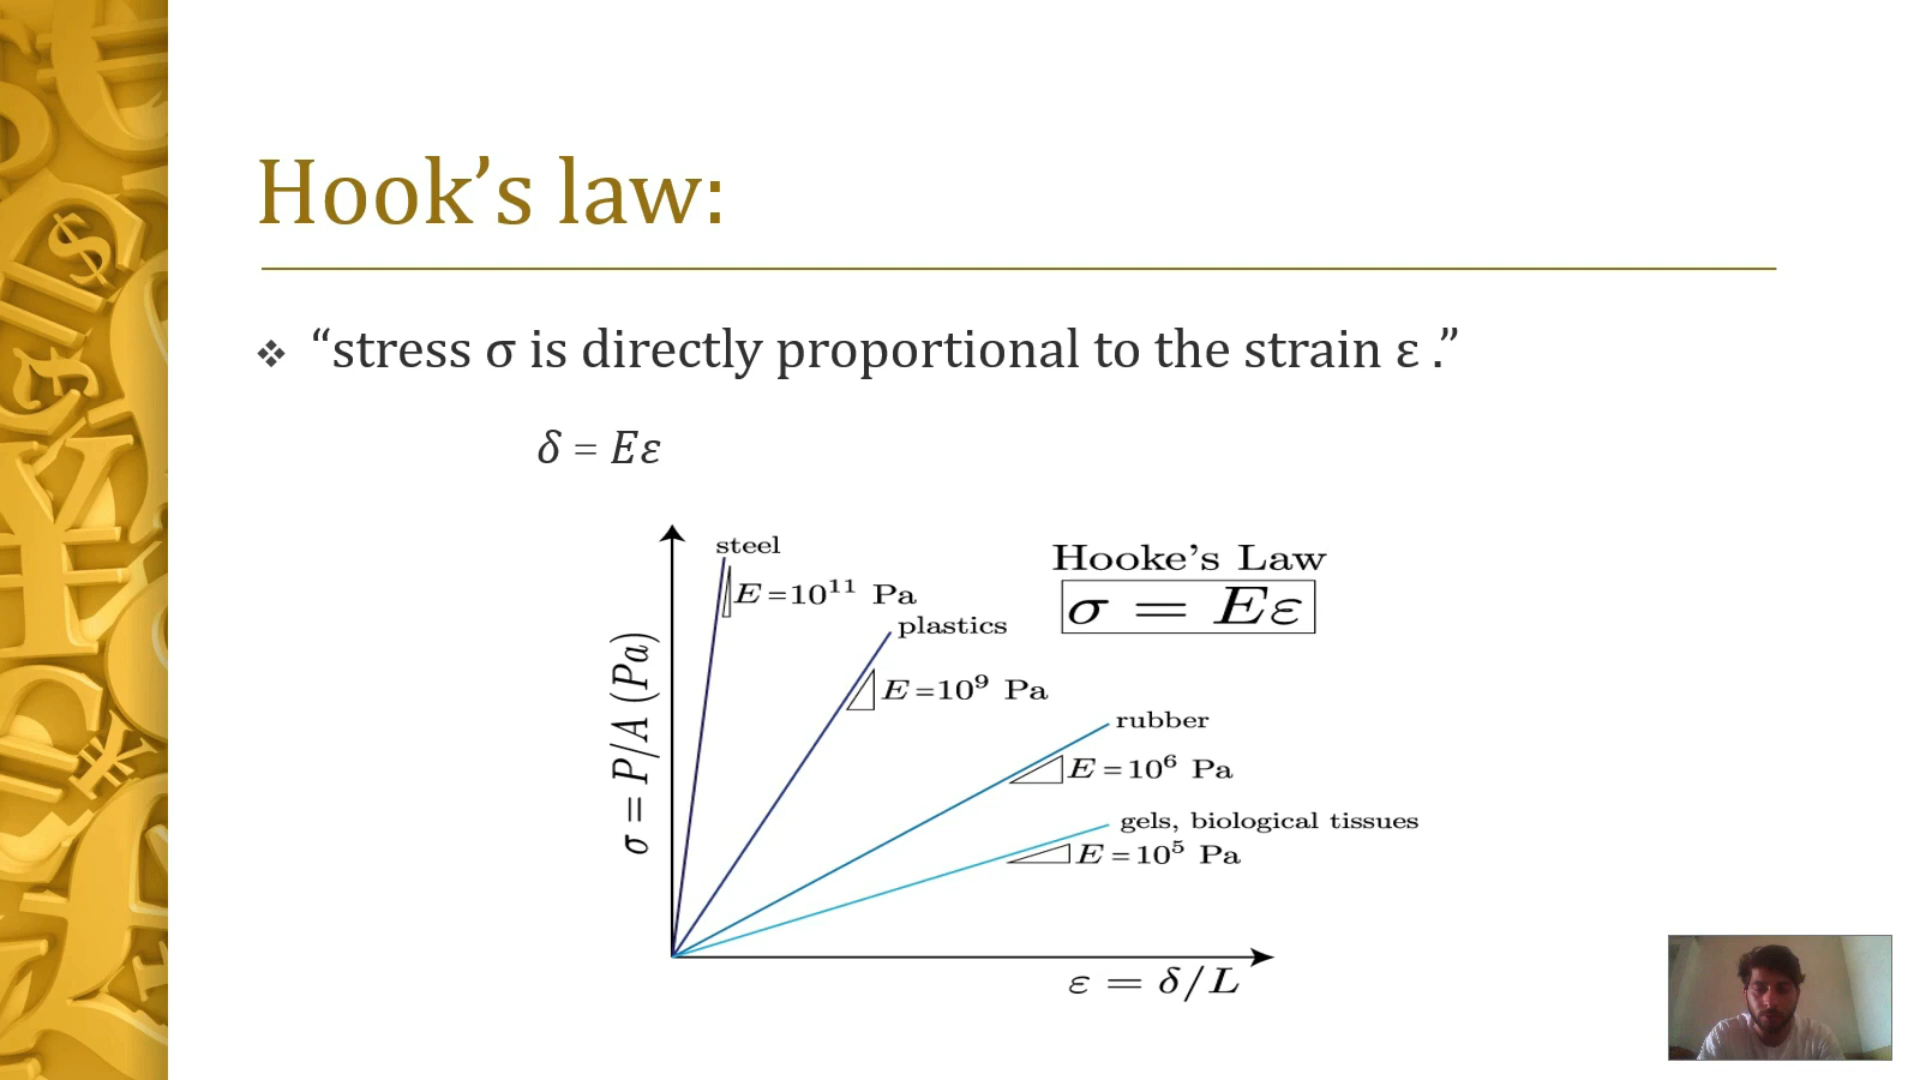 Hook’s law:
❖ “stress σ is directly proportional to the strain ε .”
δ = Eε
steel
E=10¹¹ Pa
plastics
E=10⁹ Pa
Hooke’s Law
σ = Eε
rubber
E=10⁶ Pa
gels, biological tissues
E=10⁵ Pa
σ = P/A (Pa)
ε = δ/L